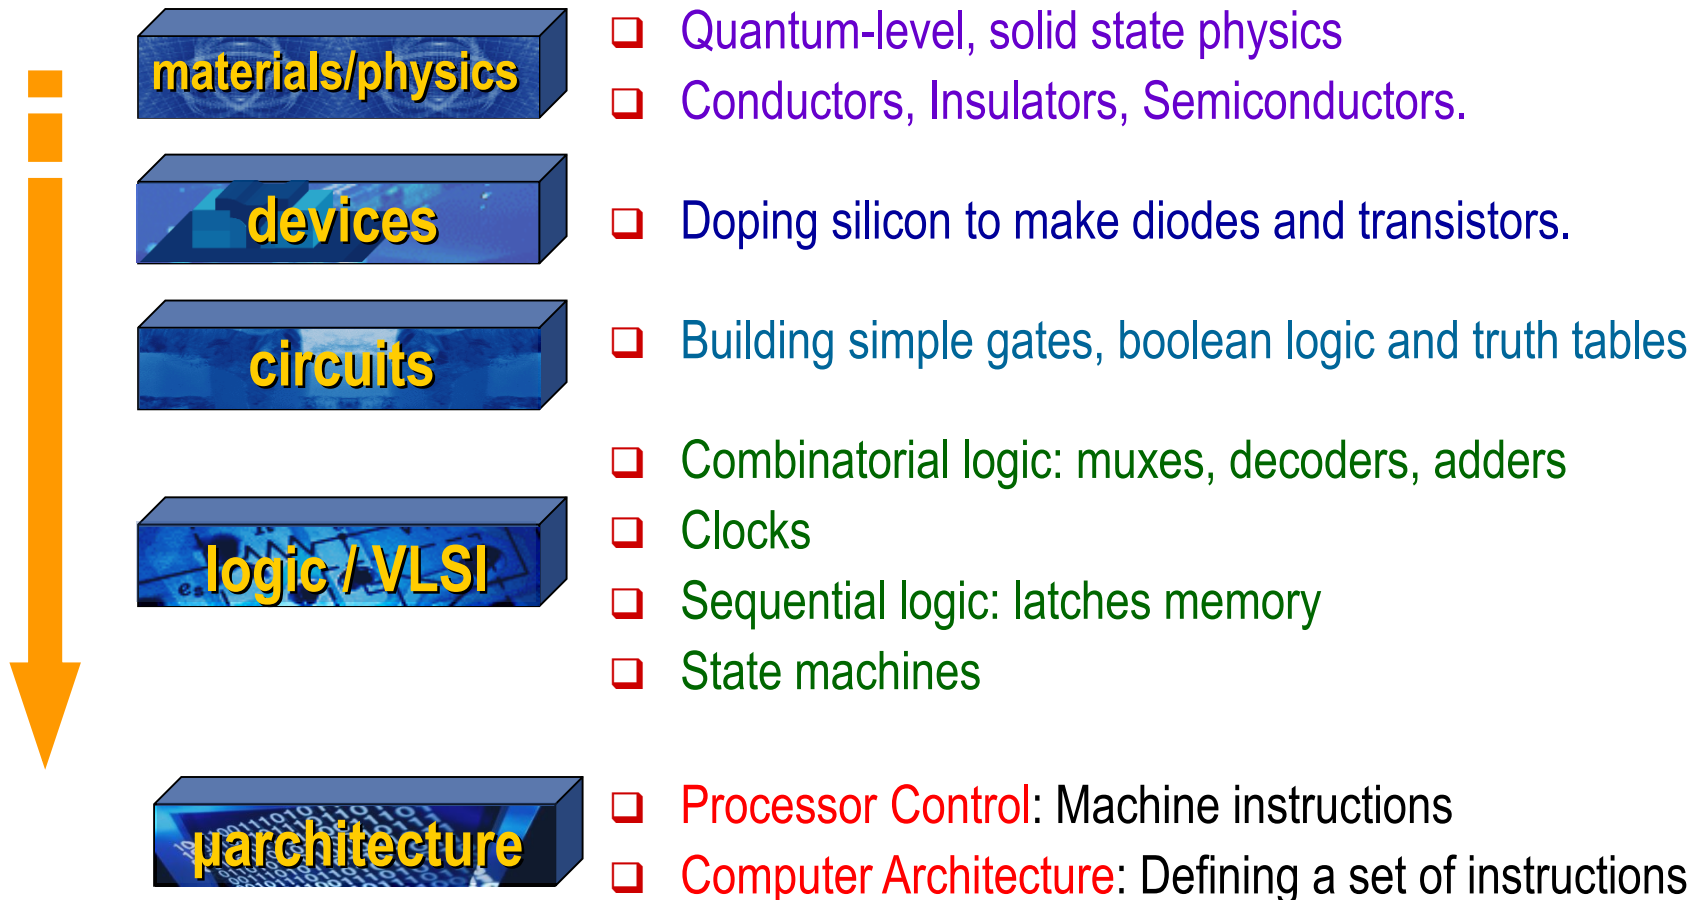 materials/physics
Quantum-level, solid state physics
Conductors, Insulators, Semiconductors.
devices
Doping silicon to make diodes and transistors.
circuits
Building simple gates, boolean logic and truth tables
logic / VLSI
Combinatorial logic: muxes, decoders, adders
Clocks
Sequential logic: latches memory
State machines
µarchitecture
Processor Control: Machine instructions
Computer Architecture: Defining a set of instructions